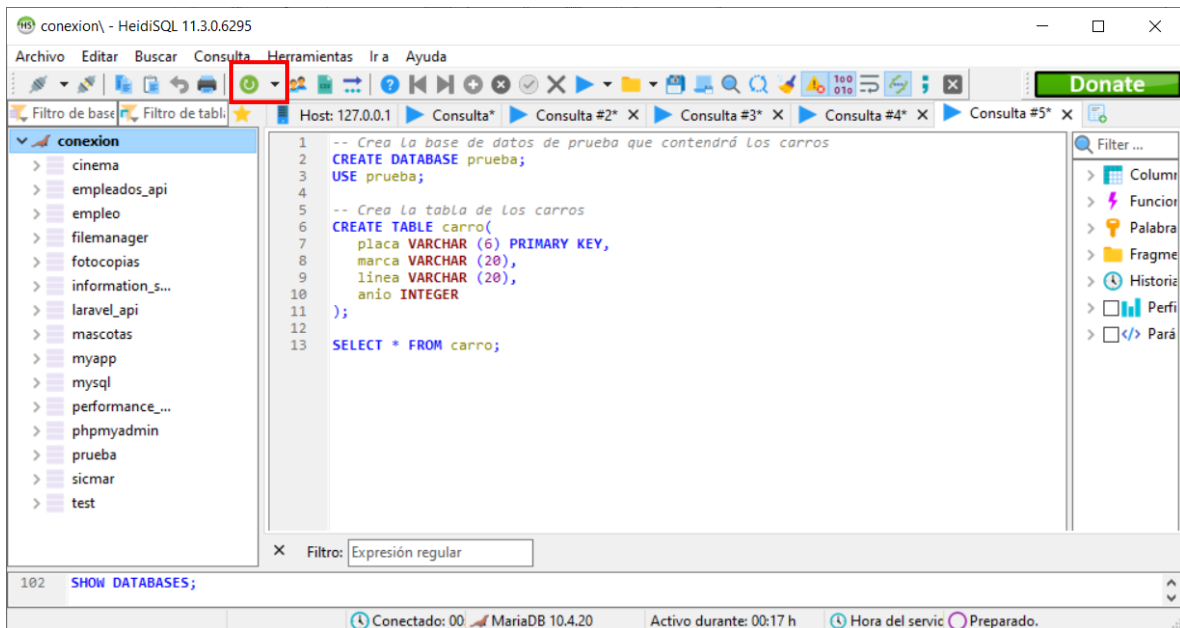 conexion\ - HeidiSQL 11.3.0.6295
Archivo Editar Buscar Consulta Herramientas Ir a Ayuda
Donate
Filtro de base Filtro de tabl Host: 127.0.0.1 Consulta* Consulta #2* Consulta #3* Consulta #4* Consulta #5*
conexion
cinema
empleados_api
empleo
filemanager
fotocopias
information_s...
laravel_api
mascotas
myapp
mysql
performance_...
phpmyadmin
prueba
sicmar
test
1 -- Crea la base de datos de prueba que contendrá los carros
2 CREATE DATABASE prueba;
3 USE prueba;
4
5 -- Crea la tabla de los carros
6 CREATE TABLE carro(
7 placa VARCHAR (6) PRIMARY KEY,
8 marca VARCHAR (20),
9 linea VARCHAR (20),
10 anio INTEGER
11 );
12
13 SELECT * FROM carro;
Filter ...
Colum
Funcion
Palabra
Fragme
Historia
Perfi
Pará
Filtro: Expresión regular
102 SHOW DATABASES;
Conectado: 00: MariaDB 10.4.20 Activo durante: 00:17 h Hora del servic Preparado.